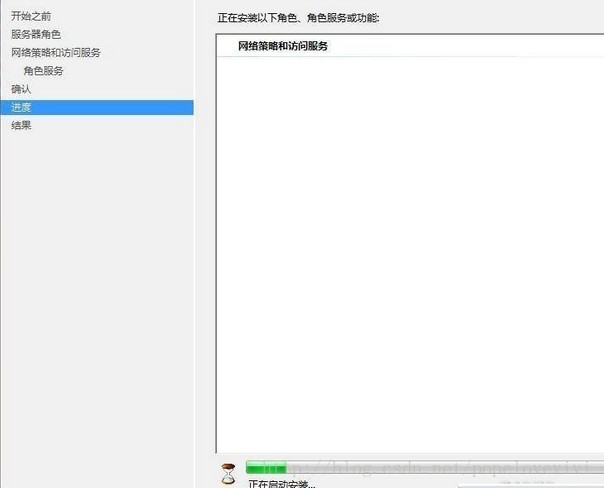 开始之前
服务器角色
网络策略和访问服务
角色服务
确认
进度
结果
正在安装以下角色、角色服务或功能:
网络策略和访问服务
http://blog.csdn.net/popelovexixi
正在启动安装...